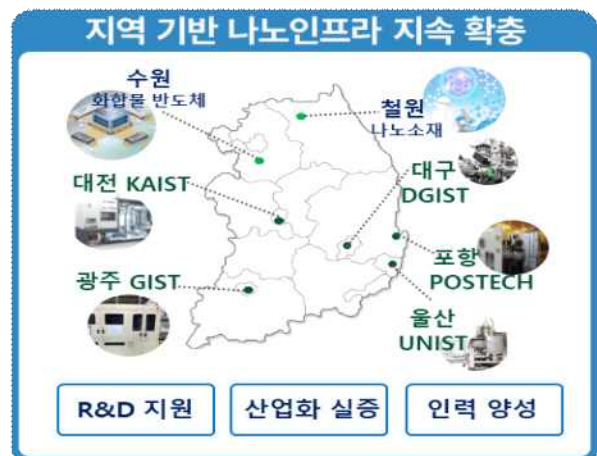 지역 기반 나노인프라 지속 확충
수원
화합물 반도체
철원
나노소재
대전 KAIST
대구
DGIST
광주 GIST
포항
POSTECH
울산
UNIST
R&D 지원
산업화 실증
인력 양성